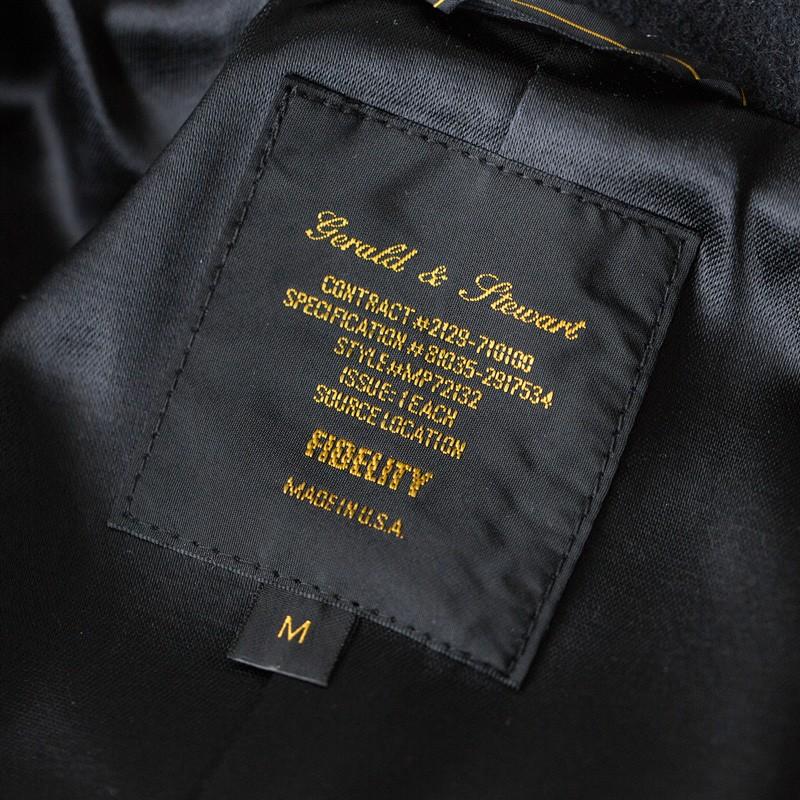 Gerald & Stewart
CONTRACT #2129-710100
SPECIFICATION # 81035-2917534
STYLE#MP72132
ISSUE-1 EACH
SOURCE LOCATION
FIDELITY
MADE IN U.S.A.
M